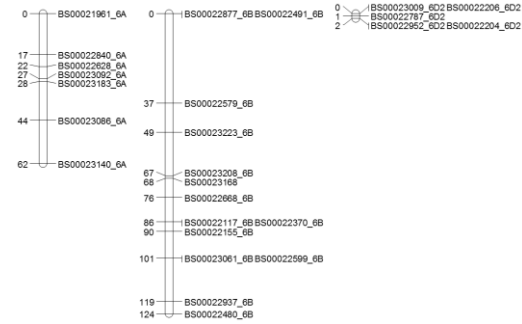 0 BS00021961_6A
17 BS00022840_6A
22 BS00022628_6A
27 BS00023092_6A
28 BS00023183_6A
44 BS00023086_6A
62 BS00023140_6A
0 BS00022877_6B BS00022491_6B
37 BS00022579_6B
49 BS00023223_6B
67 BS00023208_6B
68 BS00023168
76 BS00022668_6B
86 BS00022117_6B BS00022370_6B
90 BS00022155_6B
101 BS00023061_6B BS00022599_6B
119 BS00022937_6B
124 BS00022480_6B
0 BS00023009_6D2 BS00022206_6D2
1 BS00022787_6D2
2 BS00022952_6D2 BS00022204_6D2